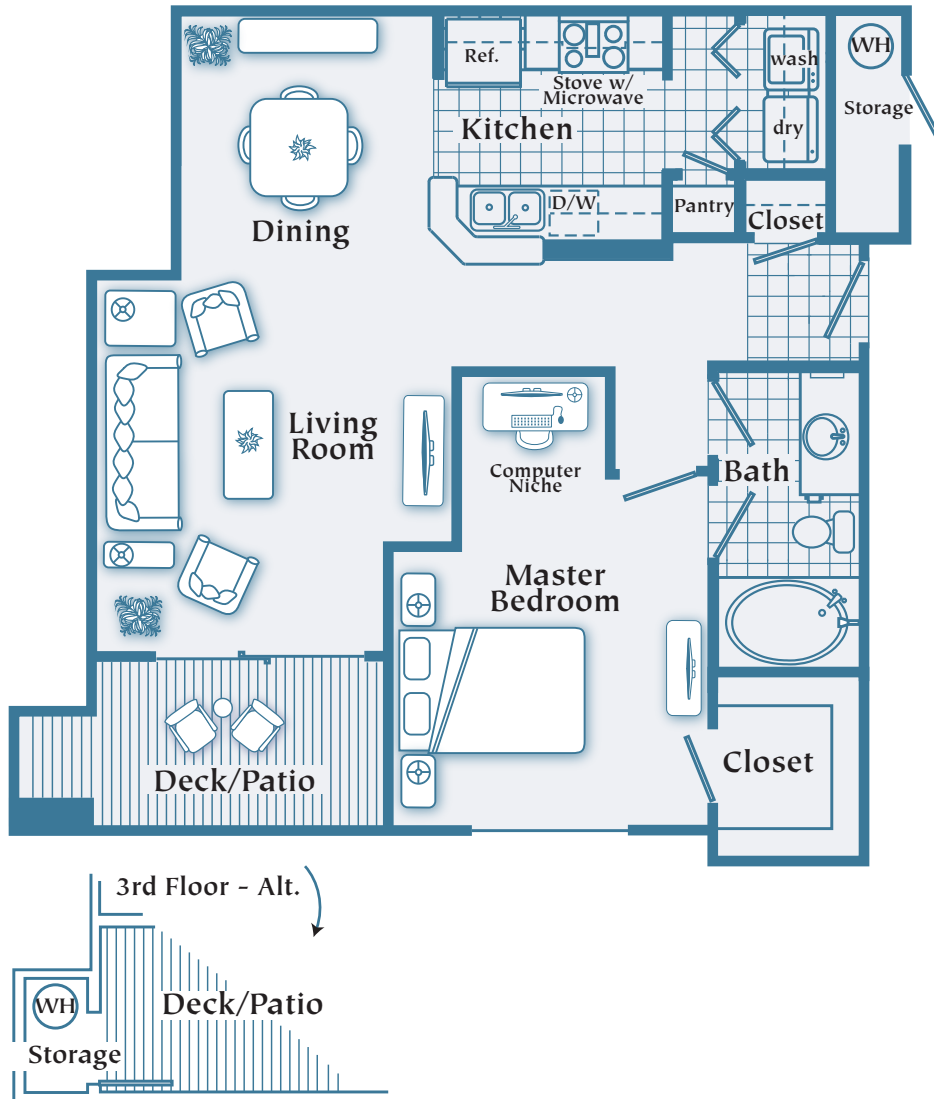 Ref.
Stove w/
Microwave
WH
wash
Storage
dry
Kitchen
D/W
Pantry
Closet
Dining
Living
Room
Computer
Niche
Bath
Master
Bedroom
Closet
Deck/Patio
3rd Floor - Alt.
WH
Deck/Patio
Storage